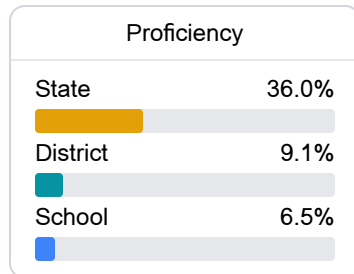 Proficiency
State 36.0%
District 9.1%
School 6.5%